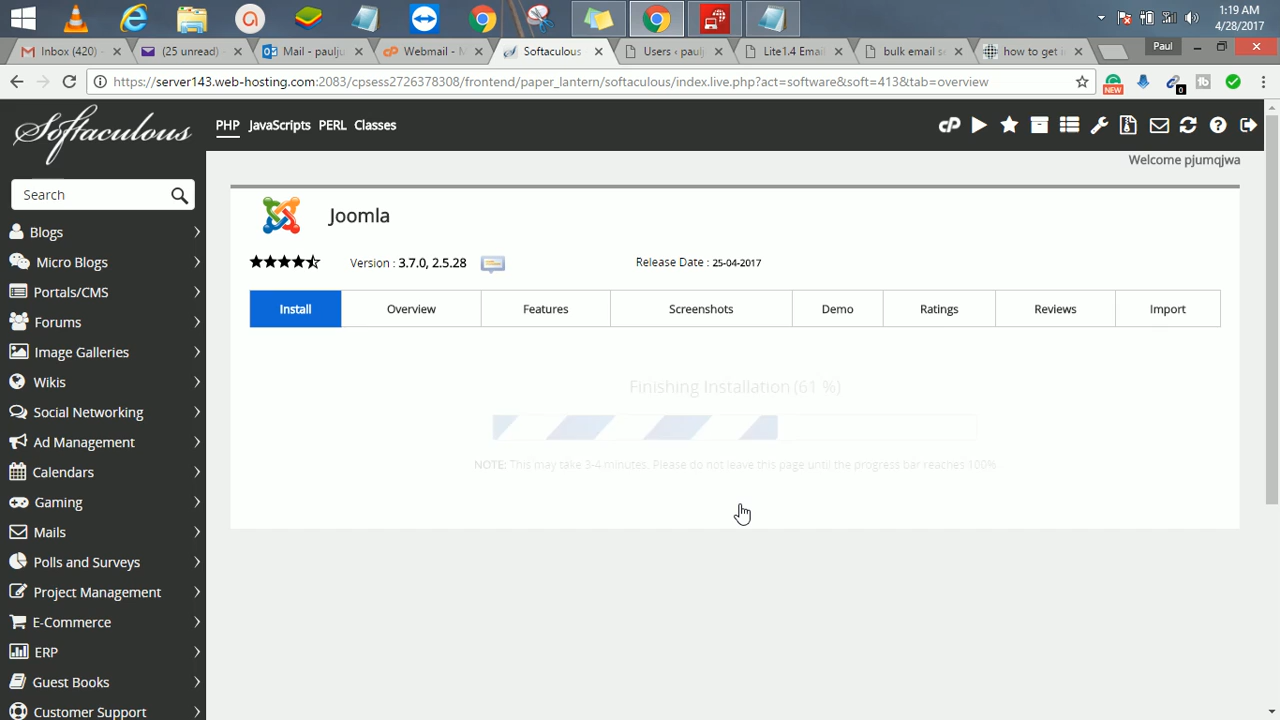 1:19 AM
4/28/2017
Inbox (420)
(25 unread)
Mail - paulju
Webmail - M
Softaculous
Users ‹ paulj
Lite1.4 Email
bulk email se
how to get i
Paul
https://server143.web-hosting.com:2083/cpsess2726378308/frontend/paper_lantern/softaculous/index.live.php?act=software&soft=413&tab=overview
NEW
0
Softaculous
PHP JavaScripts PERL Classes
cP
Welcome pjumqjwa
Search
Joomla
Blogs
Version : 3.7.0, 2.5.28
Release Date : 25-04-2017
Micro Blogs
Portals/CMS
Install Overview Features Screenshots Demo Ratings Reviews Import
Forums
Image Galleries
Wikis
Finishing Installation (61 %)
Social Networking
Ad Management
NOTE: This may take 3-4 minutes. Please do not leave this page until the progress bar reaches 100%
Calendars
Gaming
Mails
Polls and Surveys
Project Management
E-Commerce
ERP
Guest Books
Customer Support